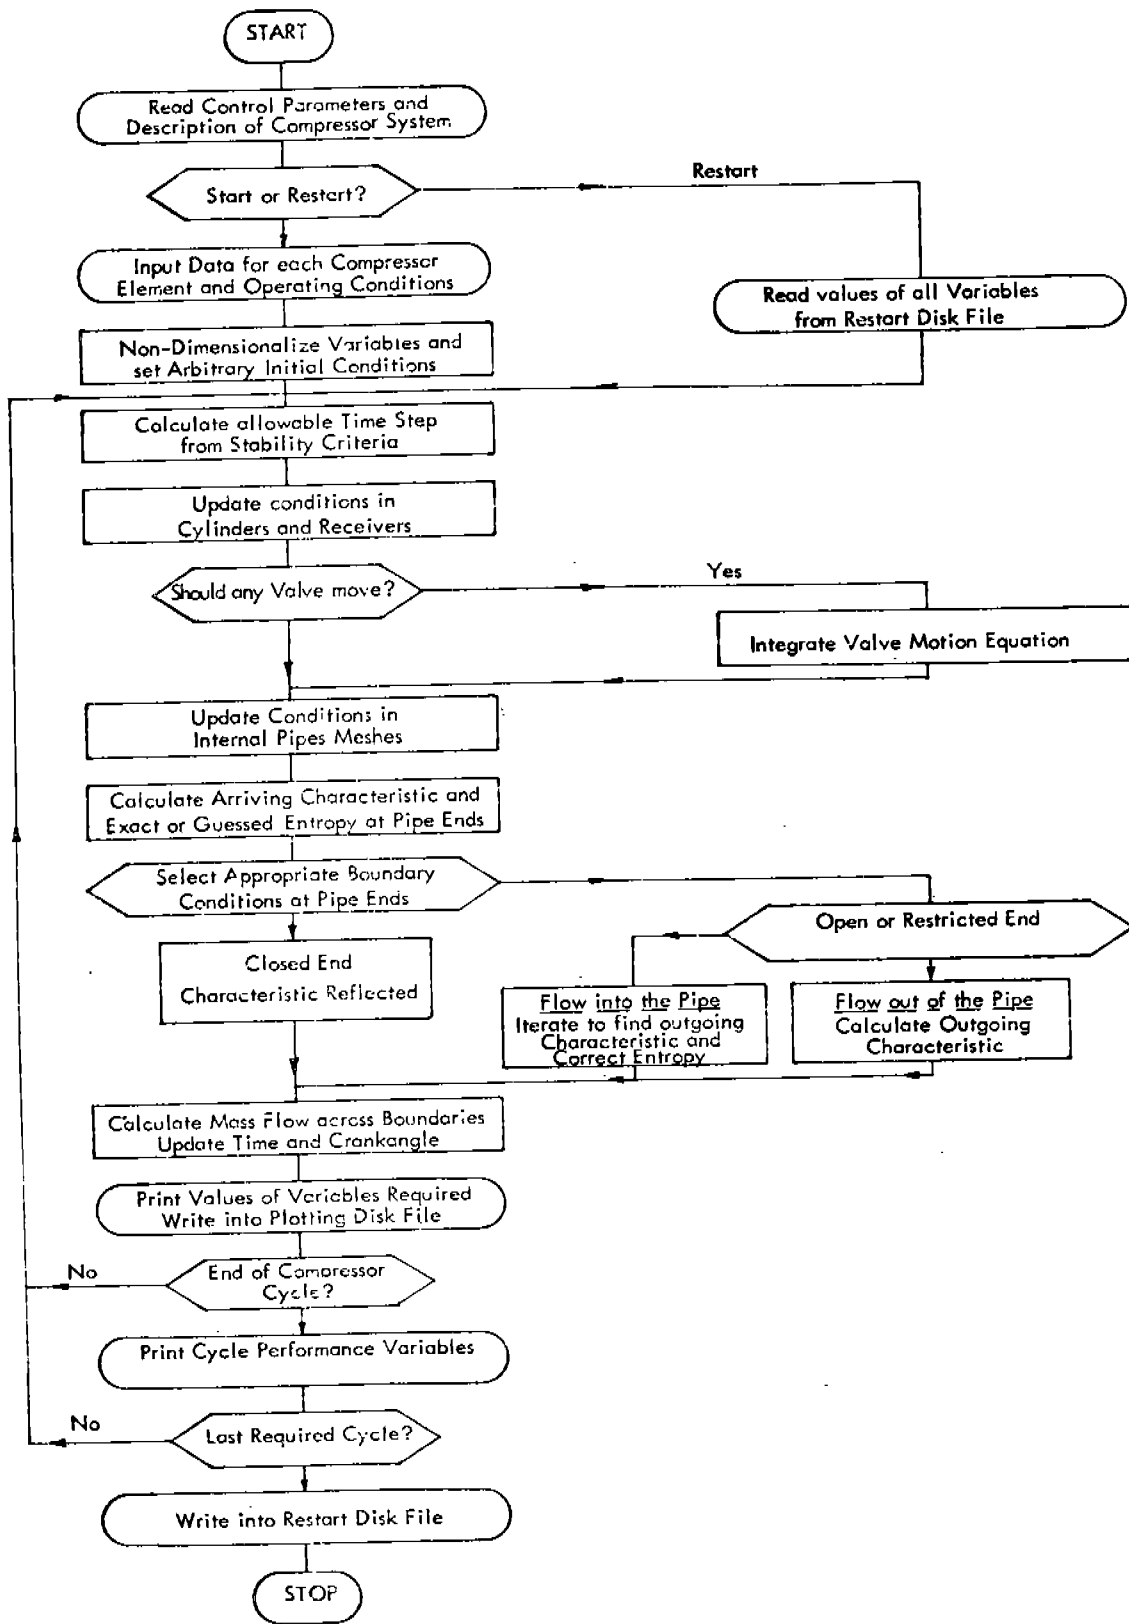 START
Read Control Parameters and
Description of Compressor System
Restart
Start or Restart?
Input Data for each Compressor
Element and Operating Conditions
Read values of all Variables
from Restart Disk File
Non-Dimensionalize Variables and
set Arbitrary Initial Conditions
Calculate allowable Time Step
from Stability Criteria
Update conditions in
Cylinders and Receivers
Yes
Should any Valve move?
Integrate Valve Motion Equation
Update Conditions in
Internal Pipes Meshes
Calculate Arriving Characteristic and
Exact or Guessed Entropy at Pipe Ends
Select Appropriate Boundary
Conditions at Pipe Ends
Open or Restricted End
Closed End
Characteristic Reflected
Flow into the Pipe
Iterate to find outgoing
Characteristic and
Correct Entropy
Flow out of the Pipe
Calculate Outgoing
Characteristic
Calculate Mass Flow across Boundaries
Update Time and Crankangle
Print Values of Variables Required
Write into Plotting Disk File
No
End of Compressor
Cycle?
Print Cycle Performance Variables
No
Last Required Cycle?
Write into Restart Disk File
STOP